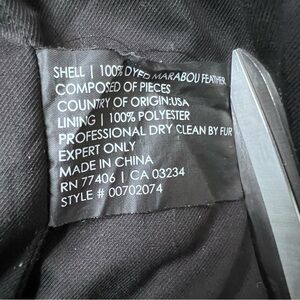 SHELL | 100% DYED MARABOU FEATHER
COMPOSED OF PIECES
COUNTRY OF ORIGIN:USA
LINING | 100% POLYESTER
PROFESSIONAL DRY CLEAN BY FUR
EXPERT ONLY
MADE IN CHINA
RN 77406 | CA 03234
STYLE # 00702074